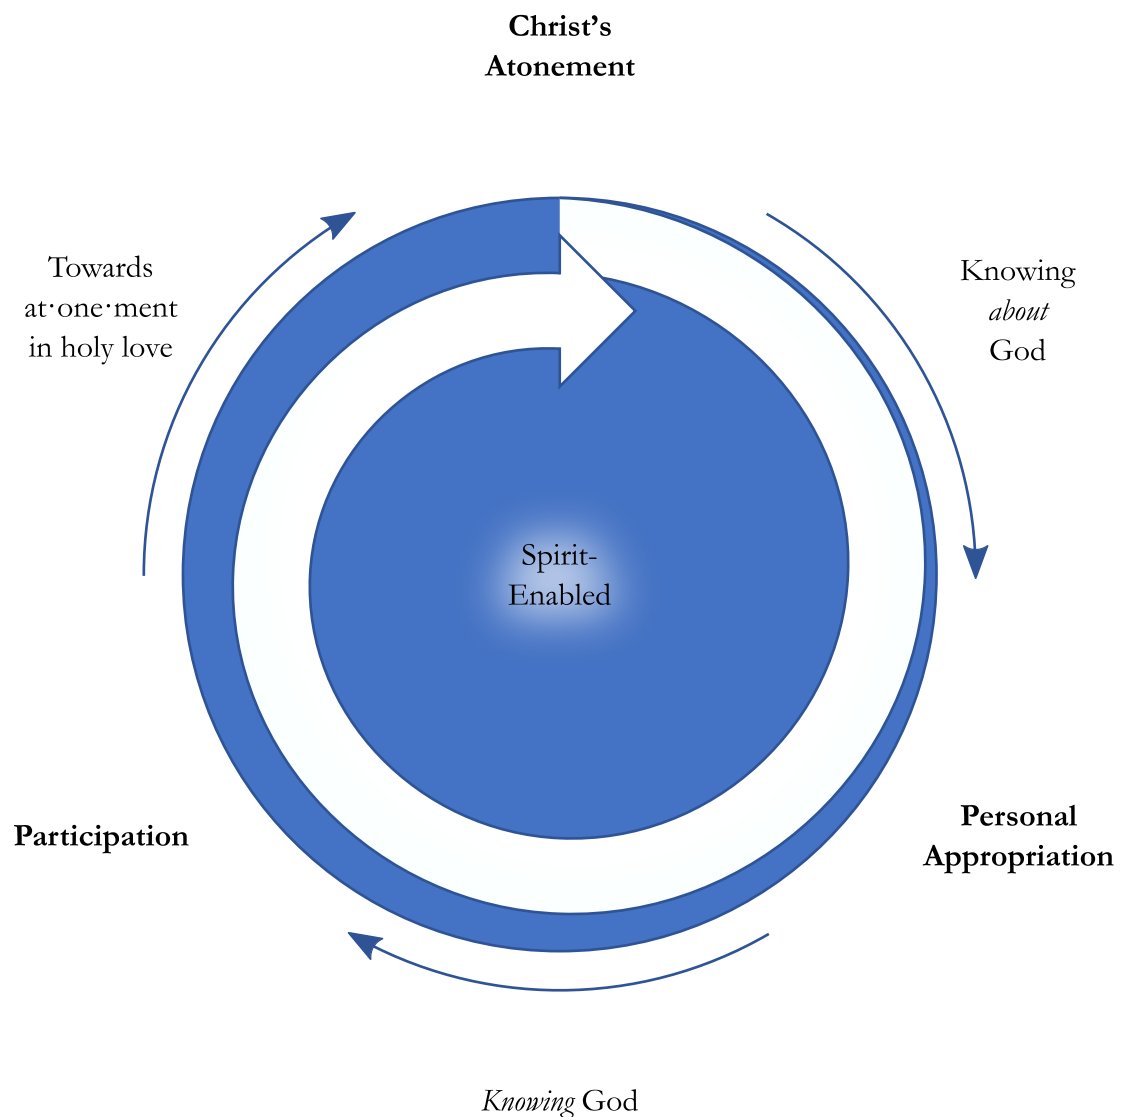 Christ’s
Atonement
Towards
at·one·ment
in holy love
Knowing
about
God
Spirit-
Enabled
Participation
Personal
Appropriation
Knowing God